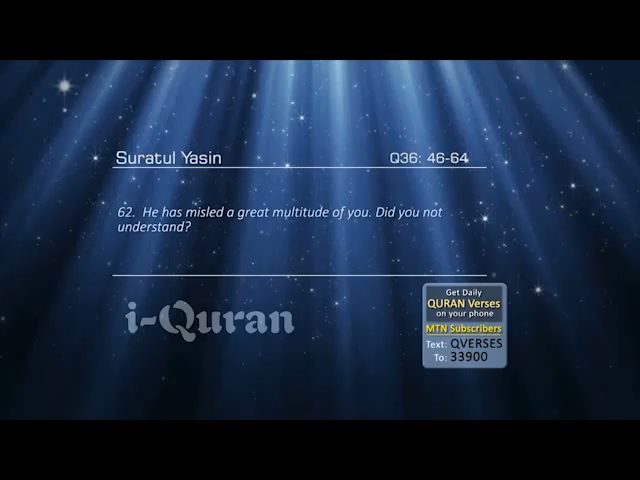 Suratul Yasin Q36: 46-64
62. He has misled a great multitude of you. Did you not
understand?
i-Quran
Get Daily
QURAN Verses
on your phone
MTN Subscribers
Text: QVERSES
To: 33900